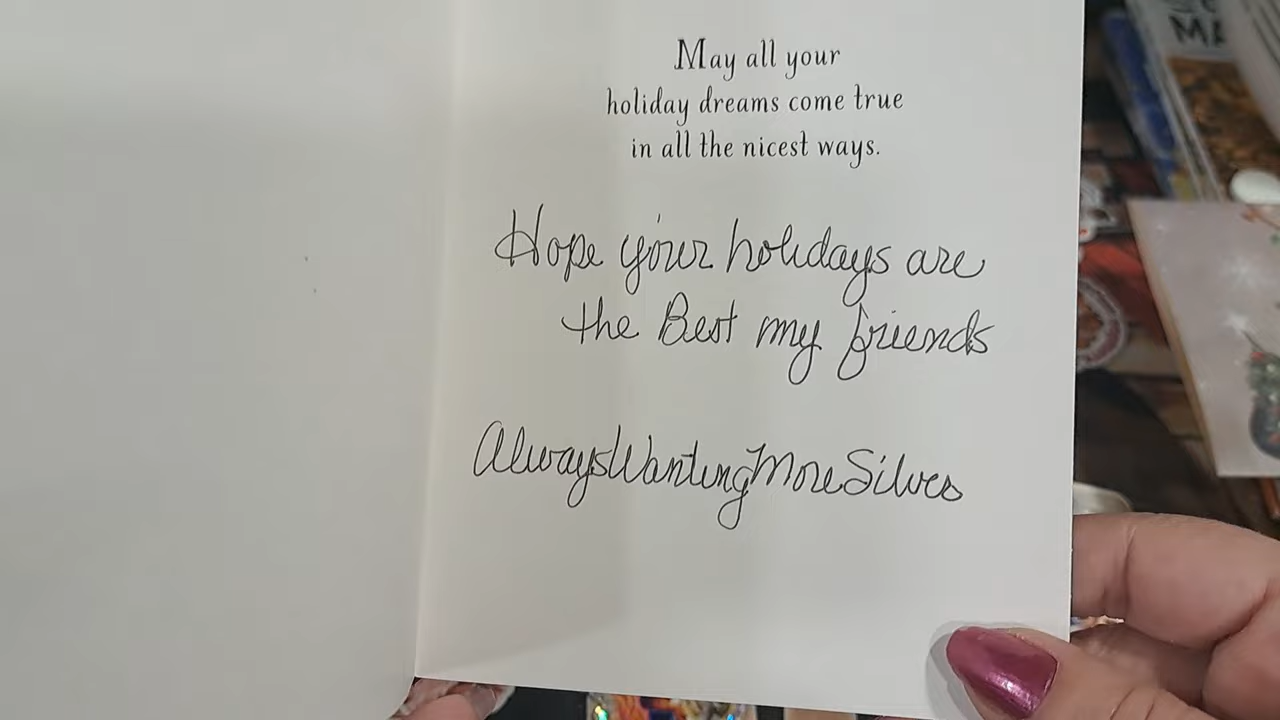 May all your
holiday dreams come true
in all the nicest ways.
Hope your holidays are
the Best my friends
AlwaysWantingMoreSilver
MA